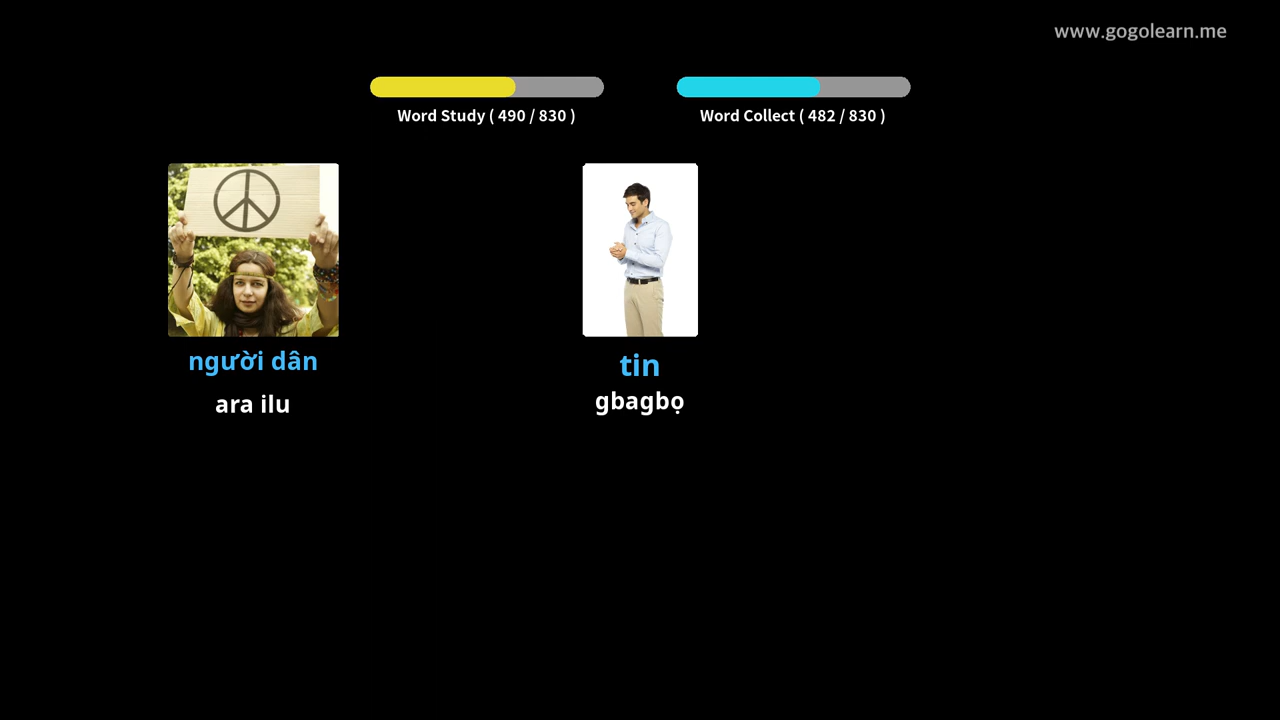 www.gogolearn.me
Word Study ( 490 / 830 )
Word Collect ( 482 / 830 )
người dân
ara ilu
tin
gbagbọ